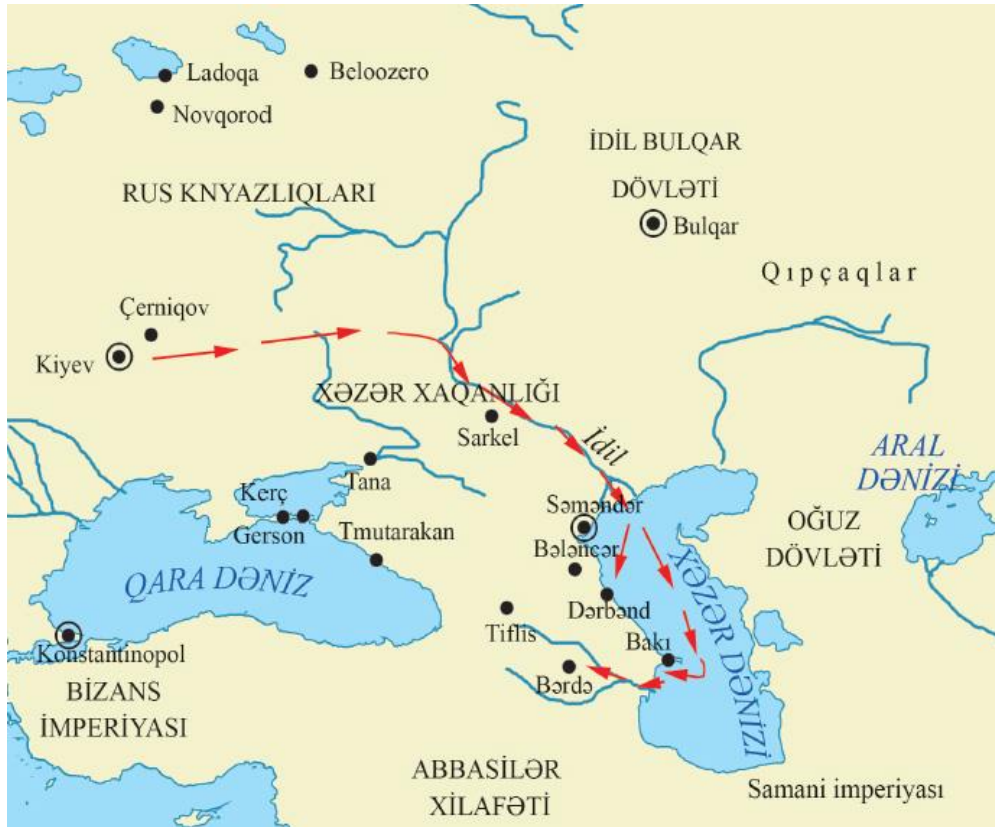 Ladoqa
Beloozero
Novqorod
İDİL BULQAR
DÖVLƏTİ
RUS KNYAZLIQLARI
Bulqar
Qıpçaqlar
Çerniqov
Kiyev
XƏZƏR XAQANLIĞI
Sarkel
İdil
ARAL
DƏNİZİ
Tana
Kerç
Səməndər
Gerson
Tmutarakan
OĞUZ
DÖVLƏTİ
Bələncər
QARA DƏNİZ
XƏZƏR DƏNİZİ
Dərbənd
Tiflis
Bakı
Konstantinopol
Bərdə
BİZANS
İMPERİYASI
ABBASİLƏR
XİLAFƏTİ
Samani imperiyası